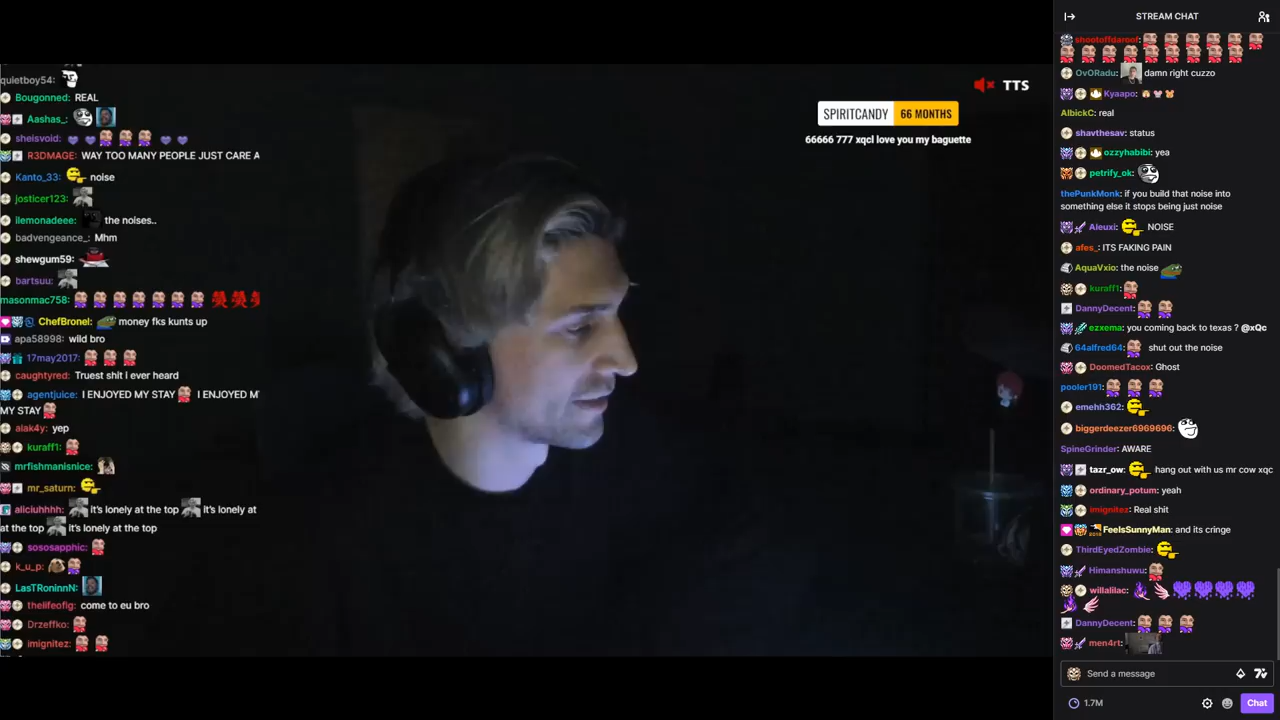 quietboy54:
Bougonned: REAL
Aashas_:
sheisvoid:
R3DMAGE: WAY TOO MANY PEOPLE JUST CARE A
Kanto_33: noise
josticer123:
ilemonadeee: the noises..
badvengeance_: Mhm
shewgum59:
bartsuu:
masonmac758:
ChefBronel: money fks kunts up
apa58998: wild bro
17may2017:
caughtyred: Truest sh!t i ever heard
agentjuice: I ENJOYED MY STAY I ENJOYED M
MY STAY
alak4y: yep
kuraff1:
mrfishmanisnice:
mr_saturn:
aliciuhhhh: it's lonely at the top it's lonely at
at the top it's lonely at the top
sososapphic:
k_u_p:
LasTRoninnN:
thelifeofig: come to eu bro
Drzeffko:
imignitez:
TTS
SPIRITCANDY 66 MONTHS
66666 777 xqcl love you my baguette
STREAM CHAT
shootoffdaroof:
OvORadu: damn right cuzzo
Kyaapo:
AlbickC: real
shavthesav: status
ozzyhabibi: yea
petrify_ok:
thePunkMonk: if you build that noise into
something else it stops being just noise
Aleuxi: NOISE
afes_: ITS FAKING PAIN
AquaVxio: the noise
kuraff1:
DannyDecent:
ezxema: you coming back to texas ? @xQc
64alfred64: shut out the noise
DoomedTacox: Ghost
pooler191:
emehh362:
biggerdeezer6969696:
SpineGrinder: AWARE
tazr_ow: hang out with us mr cow xqc
ordinary_potum: yeah
imignitez: Real shit
FeelsSunnyMan: and its cringe
ThirdEyedZombie:
Himanshuwu:
willalilac:
DannyDecent:
men4rt:
Send a message
1.7M
Chat